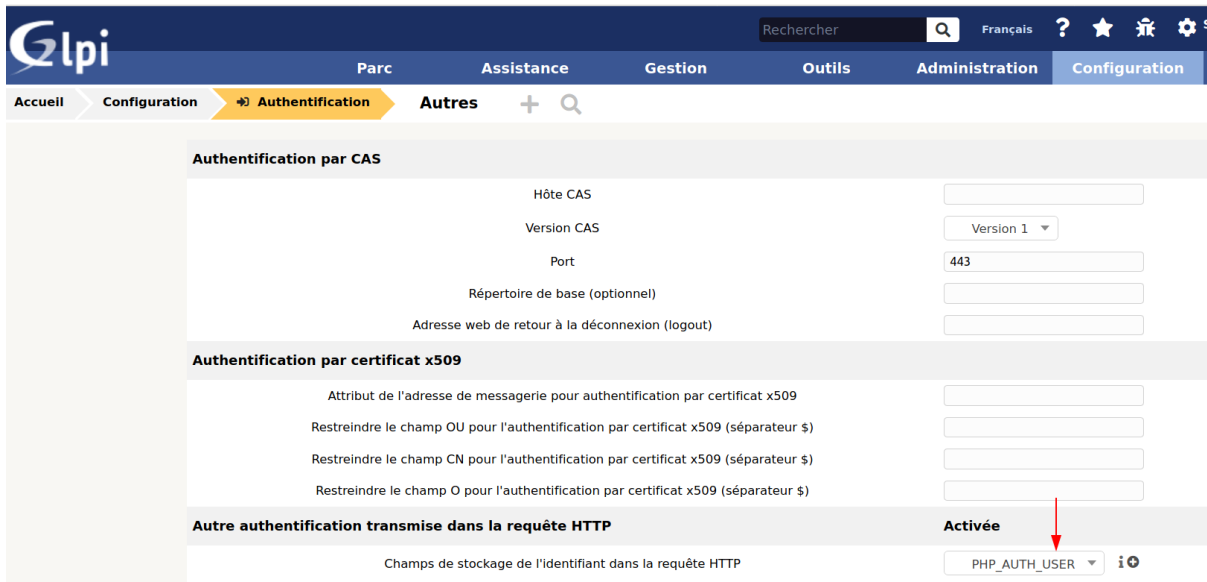 Glpi
Rechercher
Français
?
S
Parc Assistance Gestion Outils Administration Configuration
Accueil Configuration Authentification Autres
Authentification par CAS
Hôte CAS
Version CAS Version 1
Port 443
Répertoire de base (optionnel)
Adresse web de retour à la déconnexion (logout)
Authentification par certificat x509
Attribut de l'adresse de messagerie pour authentification par certificat x509
Restreindre le champ OU pour l'authentification par certificat x509 (séparateur $)
Restreindre le champ CN pour l'authentification par certificat x509 (séparateur $)
Restreindre le champ O pour l'authentification par certificat x509 (séparateur $)
Autre authentification transmise dans la requête HTTP Activée
Champs de stockage de l'identifiant dans la requête HTTP PHP_AUTH_USER